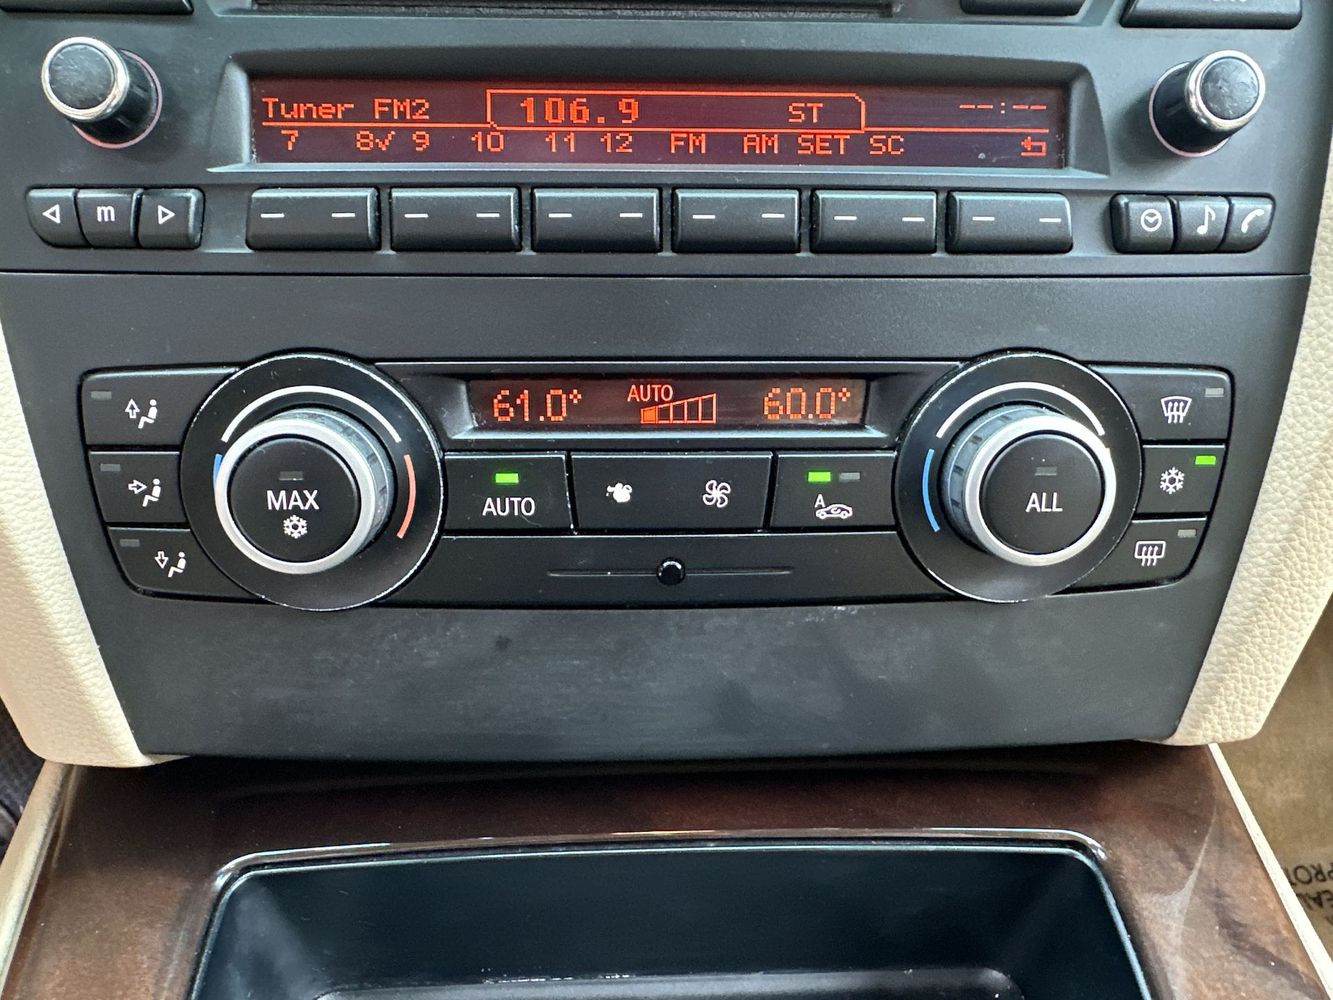 Tuner FM2 106.9 ST --:--
7 8✓ 9 10 11 12 FM AM SET SC
m
61.0° AUTO 60.0°
MAX
AUTO
A
ALL